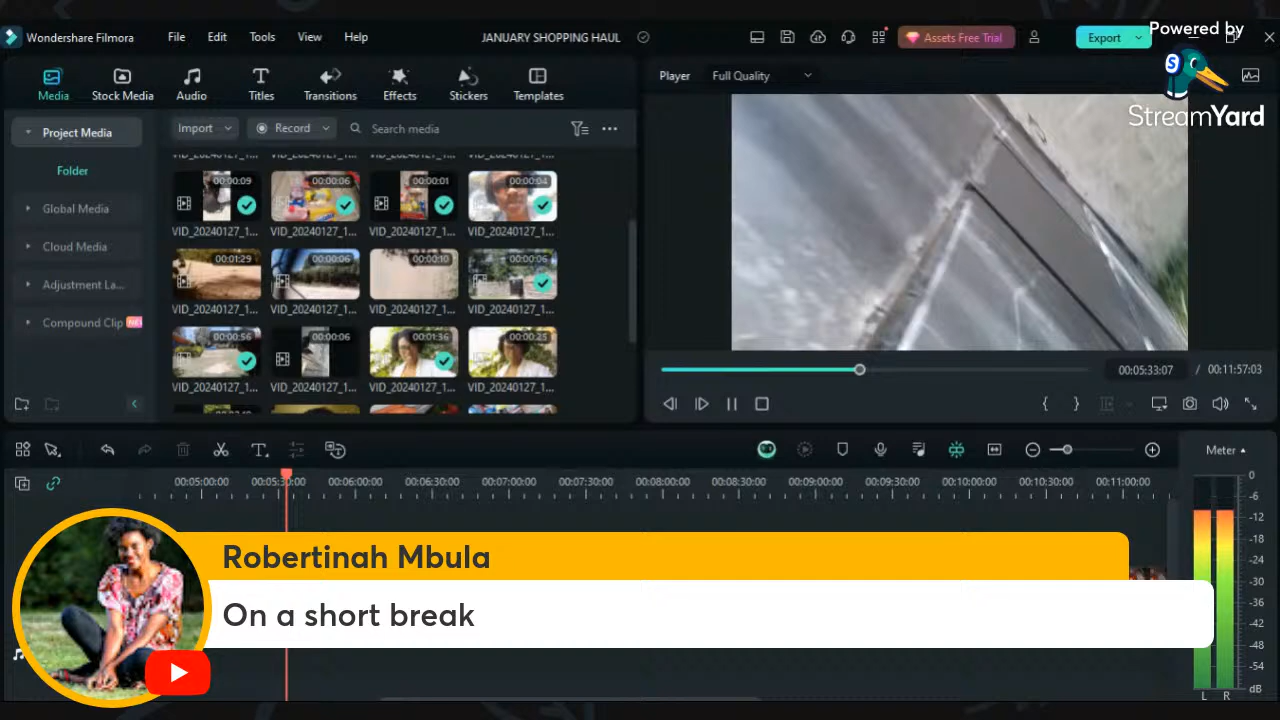 Powered by
StreamYard
Wondershare Filmora
File
Edit
Tools
View
Help
JANUARY SHOPPING HAUL
Assets Free Trial
Export
Media
Stock Media
Audio
Titles
Transitions
Effects
Stickers
Templates
Player
Full Quality
Project Media
Folder
Global Media
Cloud Media
Adjustment La...
Compound Clip
Import
Record
Search media
00:00:09
00:00:06
00:00:01
00:00:04
VID_20240127_1...
VID_20240127_1...
VID_20240127_1...
VID_20240127_1...
00:01:29
00:00:06
00:00:10
00:00:06
VID_20240127_1...
VID_20240127_1...
VID_20240127_1...
VID_20240127_1...
00:00:56
00:00:06
00:01:36
00:00:25
VID_20240127_1...
VID_20240127_1...
VID_20240127_1...
VID_20240127_1...
00:05:33:07 / 00:11:57:03
Meter
00:05:00:00
00:05:30:00
00:06:00:00
00:06:30:00
00:07:00:00
00:07:30:00
00:08:00:00
00:08:30:00
00:09:00:00
00:09:30:00
00:10:00:00
00:10:30:00
00:11:00:00
0
-6
-12
-18
-24
-30
-36
-42
-48
-54
dB
L R
Robertinah Mbula
On a short break